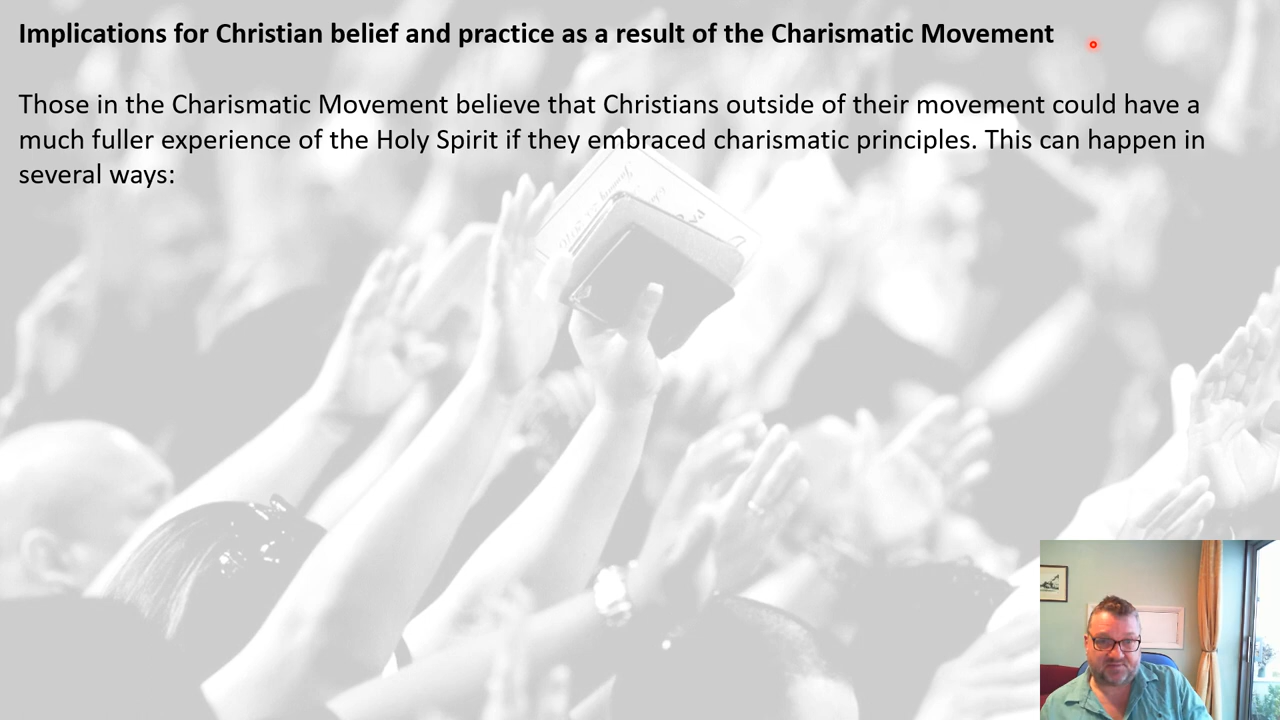 Implications for Christian belief and practice as a result of the Charismatic Movement
Those in the Charismatic Movement believe that Christians outside of their movement could have a
much fuller experience of the Holy Spirit if they embraced charismatic principles. This can happen in
several ways: